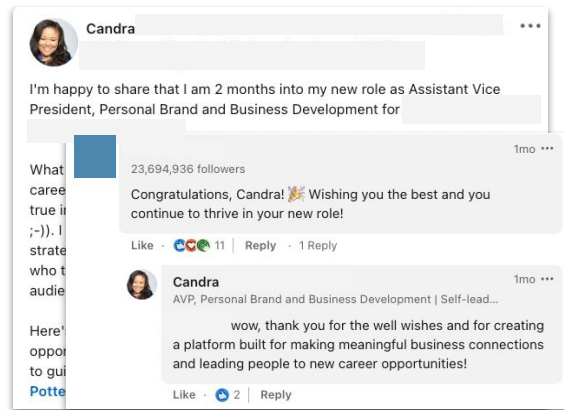 Candra
I'm happy to share that I am 2 months into my new role as Assistant Vice
President, Personal Brand and Business Development for
1mo
23,694,936 followers
Congratulations, Candra! 🎉 Wishing you the best and you
continue to thrive in your new role!
Like · 11 | Reply · 1 Reply
Candra
1mo
AVP, Personal Brand and Business Development | Self-lead...
wow, thank you for the well wishes and for creating
a platform built for making meaningful business connections
and leading people to new career opportunities!
Like · 2 | Reply
What
caree
true i
;-)). I
strate
who t
audie
Here'
oppor
to gui
Potte